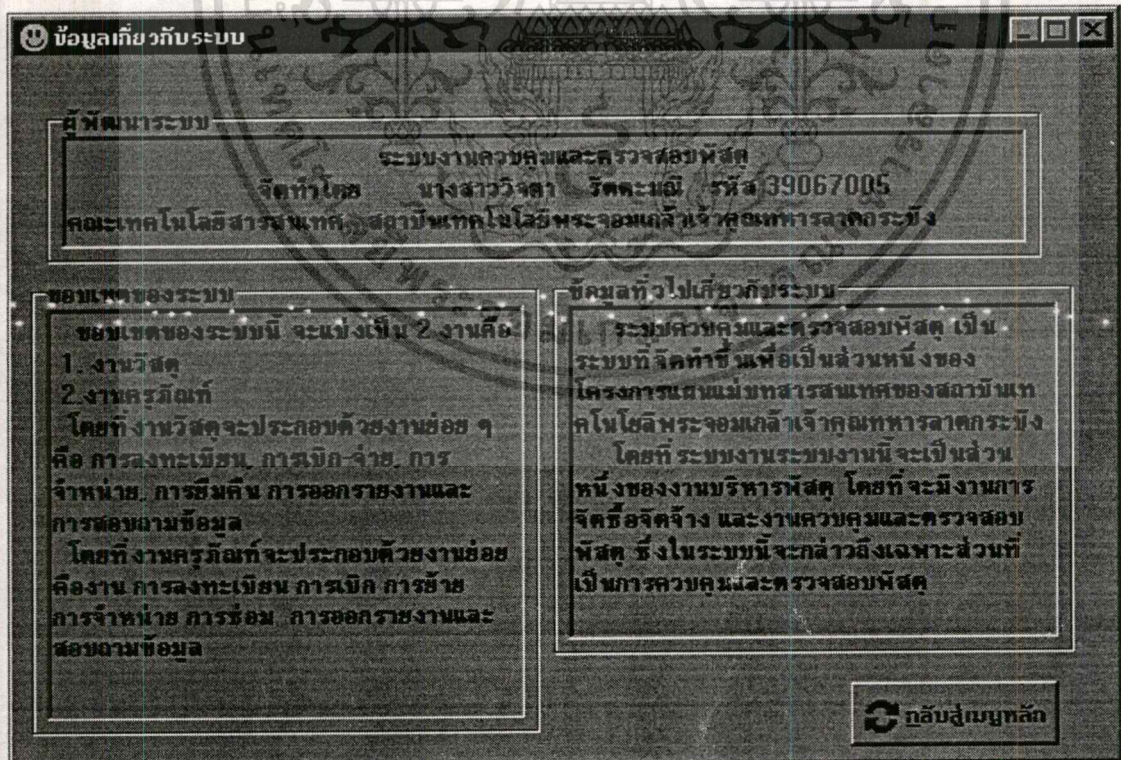 ข้อมูลเกี่ยวกับระบบ
ผู้พัฒนาระบบ
ระบบงานควบคุมและตรวจสอบพัสดุ
จัดทำโดย นางสาววิจิตา รัตตะมณี รหัส 39067005
คณะเทคโนโลยีสารสนเทศ สถาบันเทคโนโลยีพระจอมเกล้าเจ้าคุณทหารลาดกระบัง
ขอบเขตของระบบ
ขอบเขตของระบบนี้ จะแบ่งเป็น 2 งานคือ
1. งานวัสดุ
2.งานครุภัณฑ์
โดยที่ งานวัสดุจะประกอบด้วยงานย่อย ๆ
คือ การลงทะเบียน, การเบิก-จ่าย, การ
จำหน่าย, การยืมคืน การออกรายงานและ
การสอบถามข้อมูล
โดยที่ งานครุภัณฑ์จะประกอบด้วยงานย่อย
คืองาน การลงทะเบียน การเบิก การย้าย
การจำหน่าย การซ่อม การออกรายงานและ
สอบถามข้อมูล
ข้อมูลทั่วไปเกี่ยวกับระบบ
ระบบควบคุมและตรวจสอบพัสดุ เป็น
ระบบที่จัดทำขึ้นเพื่อเป็นส่วนหนึ่งของ
โครงการแผนแม่บทสารสนเทศของสถาบันเท
คโนโยลีพระจอมเกล้าเจ้าคุณทหารลาดกระบัง
โดยที่ ระบบงานระบบงานนี้จะเป็นส่วน
หนึ่งของงานบริหารพัสดุ โดยที่จะมีงานการ
จัดซื้อจัดจ้าง และงานควบคุมและตรวจสอบ
พัสดุ ซึ่งในระบบนี้จะกล่าวถึงเฉพาะส่วนที่
เป็นการควบคุมและตรวจสอบพัสดุ
กลับสู่เมนูหลัก